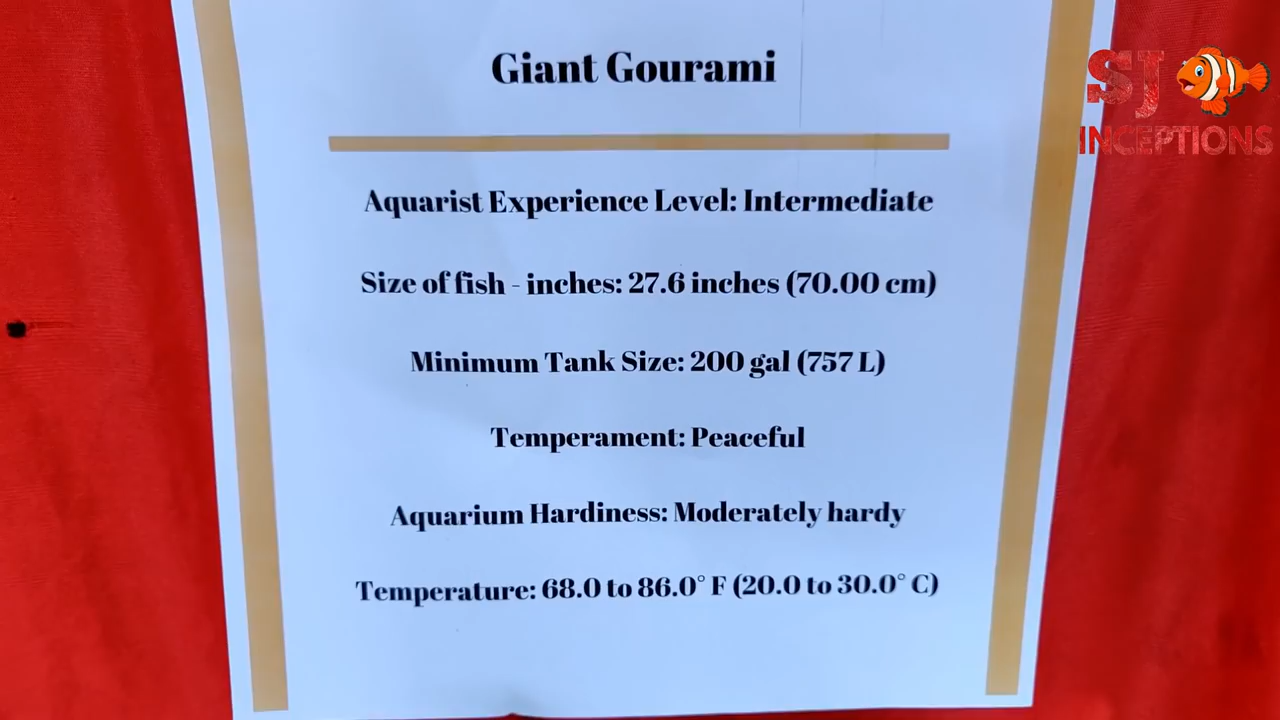 Giant Gourami
SJ
INCEPTIONS
Aquarist Experience Level: Intermediate
Size of fish - inches: 27.6 inches (70.00 cm)
Minimum Tank Size: 200 gal (757 L)
Temperament: Peaceful
Aquarium Hardiness: Moderately hardy
Temperature: 68.0 to 86.0° F (20.0 to 30.0° C)